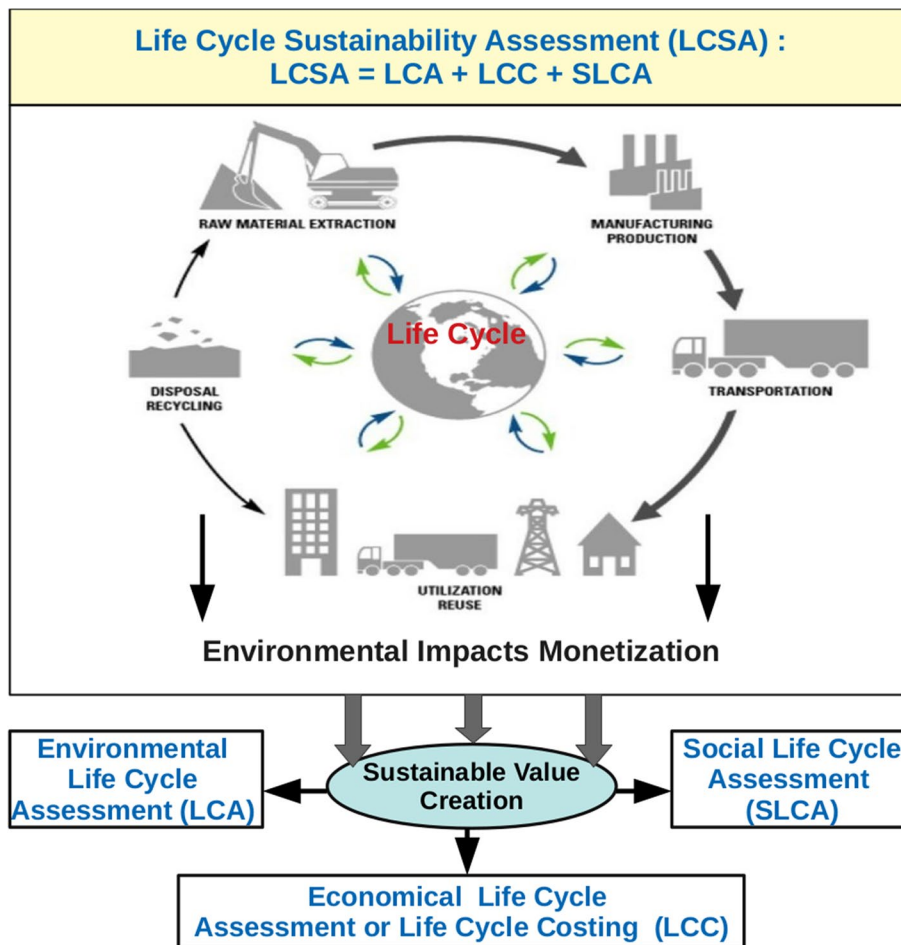 Life Cycle Sustainability Assessment (LCSA) :
LCSA = LCA + LCC + SLCA
RAW MATERIAL EXTRACTION
MANUFACTURING
PRODUCTION
Life Cycle
DISPOSAL
RECYCLING
TRANSPORTATION
UTILIZATION
REUSE
Environmental Impacts Monetization
Environmental
Life Cycle
Assessment (LCA)
Sustainable Value
Creation
Social Life Cycle
Assessment
(SLCA)
Economical Life Cycle
Assessment or Life Cycle Costing (LCC)